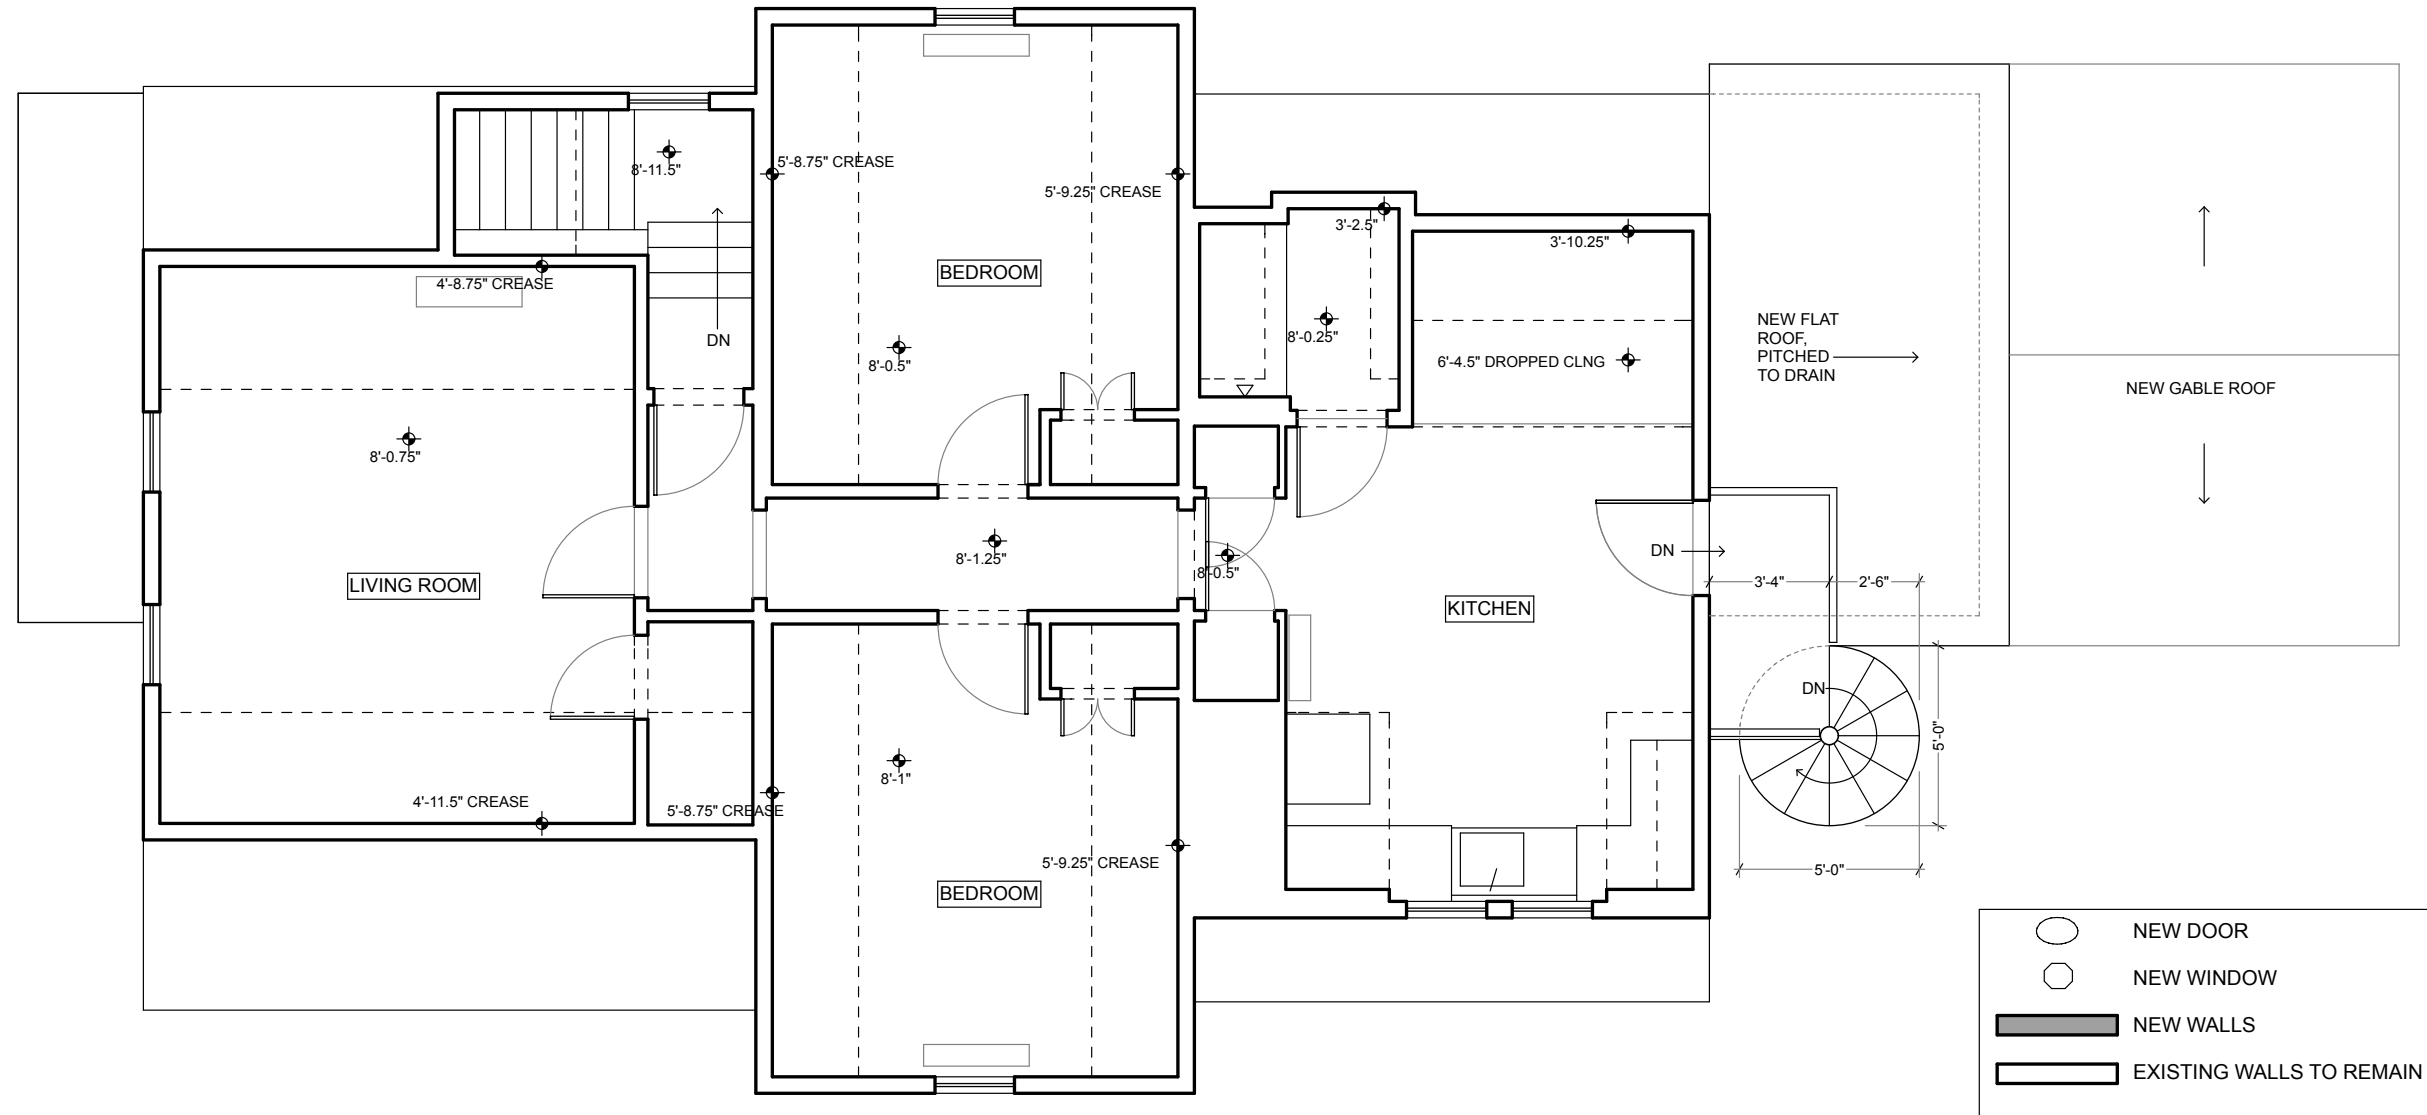 8'-11.5"
5'-8.75" CREASE
5'-9.25" CREASE
3'-2.5"
3'-10.25"
BEDROOM
4'-8.75" CREASE
DN
8'-0.5"
8'-0.25"
6'-4.5" DROPPED CLNG
NEW FLAT
ROOF,
PITCHED
TO DRAIN
NEW GABLE ROOF
8'-0.75"
LIVING ROOM
8'-1.25"
8'-0.5"
KITCHEN
DN
3'-4"
2'-6"
DN
5'-0"
5'-0"
4'-11.5" CREASE
5'-8.75" CREASE
8'-1"
5'-9.25" CREASE
BEDROOM
NEW DOOR
NEW WINDOW
NEW WALLS
EXISTING WALLS TO REMAIN